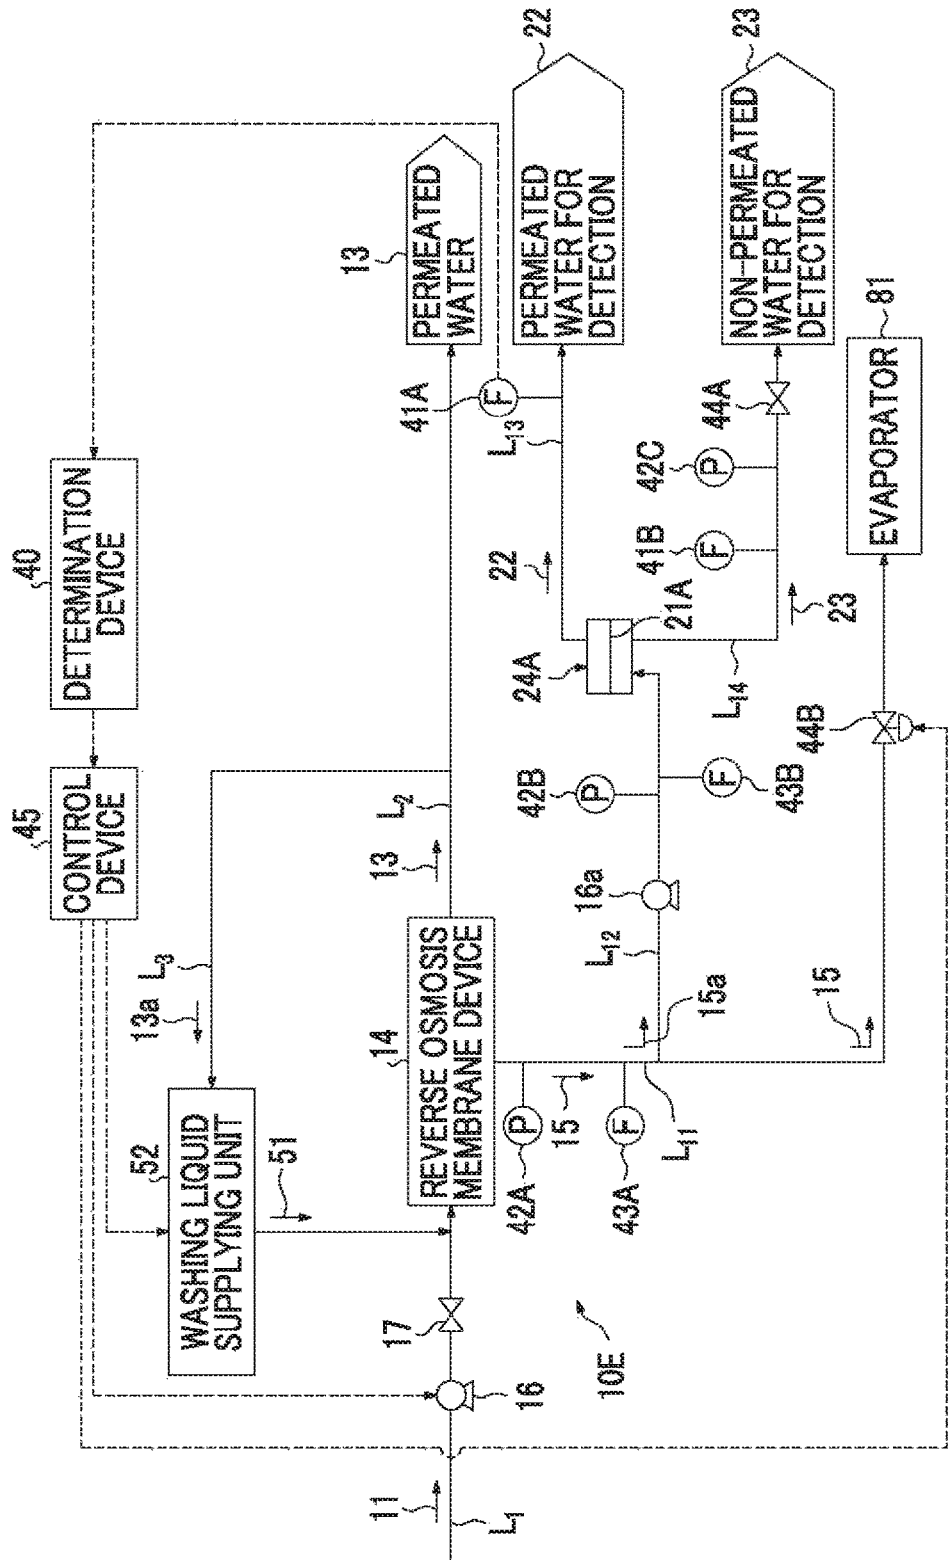 45
CONTROL
DEVICE
40
DETERMINATION
DEVICE
L3
13a
52
WASHING LIQUID
SUPPLYING UNIT
51
11
L1
16
17
14
REVERSE OSMOSIS
MEMBRANE DEVICE
13
L2
13
PERMEATED
WATER
41A
F
L13
22
22
PERMEATED
WATER FOR
DETECTION
42A
P
15
43A
F
L11
15a
L12
16a
42B
P
F
43B
24A
21A
L14
41B
F
42C
P
44A
23
23
NON-PERMEATED
WATER FOR
DETECTION
15
44B
EVAPORATOR
81
10E